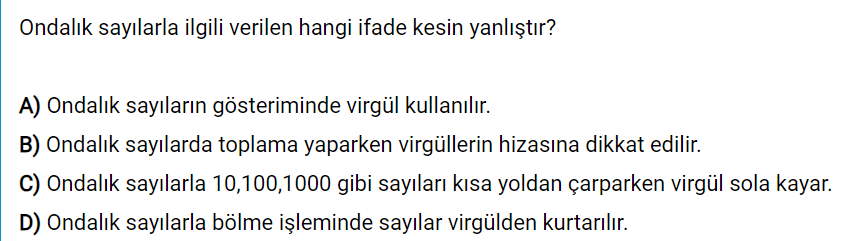 Ondalık sayılarla ilgili verilen hangi ifade kesin yanlıştır?
A) Ondalık sayıların gösteriminde virgül kullanılır.
B) Ondalık sayılarda toplama yaparken virgüllerin hizasına dikkat edilir.
C) Ondalık sayılarla 10,100,1000 gibi sayıları kısa yoldan çarparken virgül sola kayar.
D) Ondalık sayılarla bölme işleminde sayılar virgülden kurtarılır.